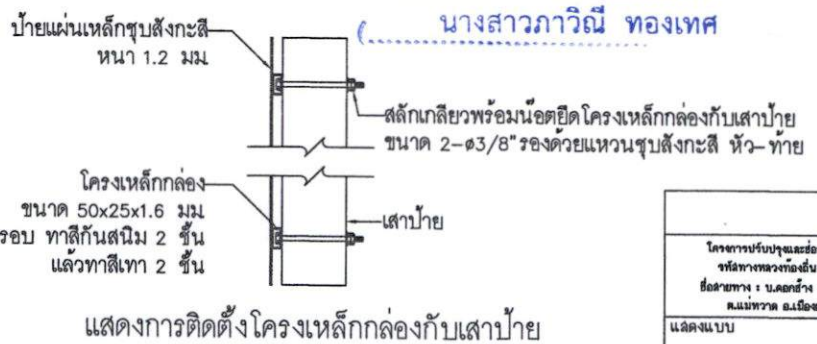 นางสาวภาวิณี ทองเทศ
ป้ายแผ่นเหล็กชุบสังกะสี
หนา 1.2 มม.
สลักเกลียวพร้อมน๊อตยึดโครงเหล็กกล่องกับเสาป้าย
ขนาด 2-ø3/8" รองด้วยแหวนชุบสังกะสี หัว-ท้าย
โครงเหล็กกล่อง
ขนาด 50x25x1.6 มม.
รอบ ทาสีกันสนิม 2 ชั้น
แล้วทาสีเทา 2 ชั้น
เสาป้าย
แสดงการติดตั้งโครงเหล็กกล่องกับเสาป้าย
โครงการปรับปรุงและซ่อ
รหัสทางหลวงท้องถิ่น
ชื่อสายทาง : บ.คอกช้าง
อ.เมือง
แสดงแบบ